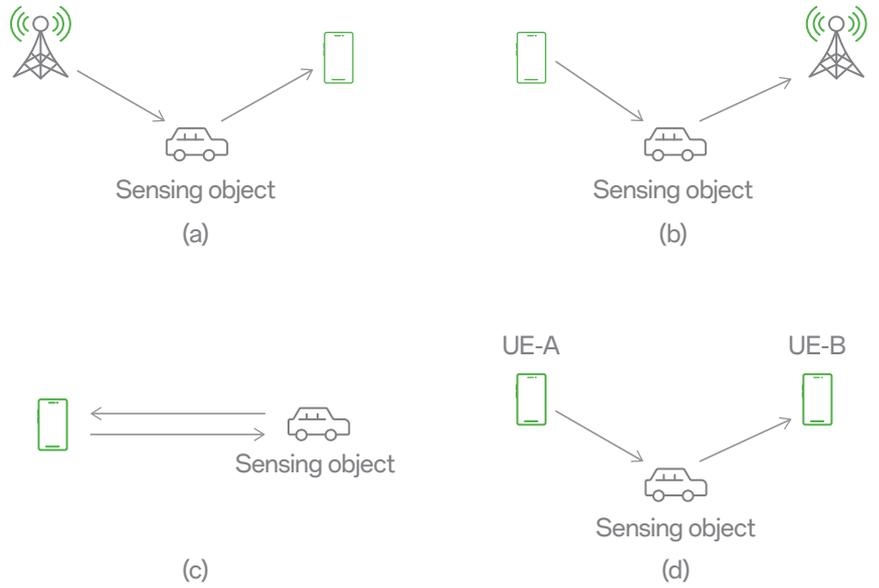 Sensing object
(a)
Sensing object
(b)
Sensing object
(c)
UE-A
UE-B
Sensing object
(d)